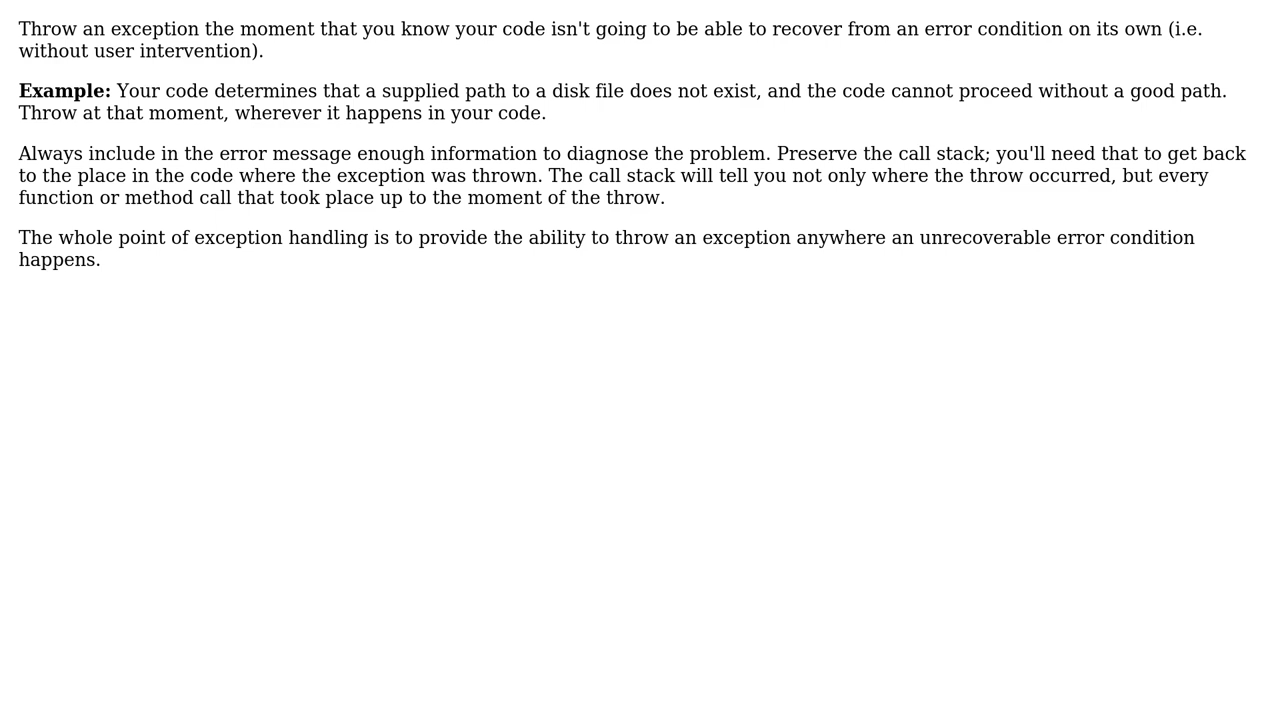 Throw an exception the moment that you know your code isn't going to be able to recover from an error condition on its own (i.e.
without user intervention).
Example: Your code determines that a supplied path to a disk file does not exist, and the code cannot proceed without a good path.
Throw at that moment, wherever it happens in your code.
Always include in the error message enough information to diagnose the problem. Preserve the call stack; you'll need that to get back
to the place in the code where the exception was thrown. The call stack will tell you not only where the throw occurred, but every
function or method call that took place up to the moment of the throw.
The whole point of exception handling is to provide the ability to throw an exception anywhere an unrecoverable error condition
happens.